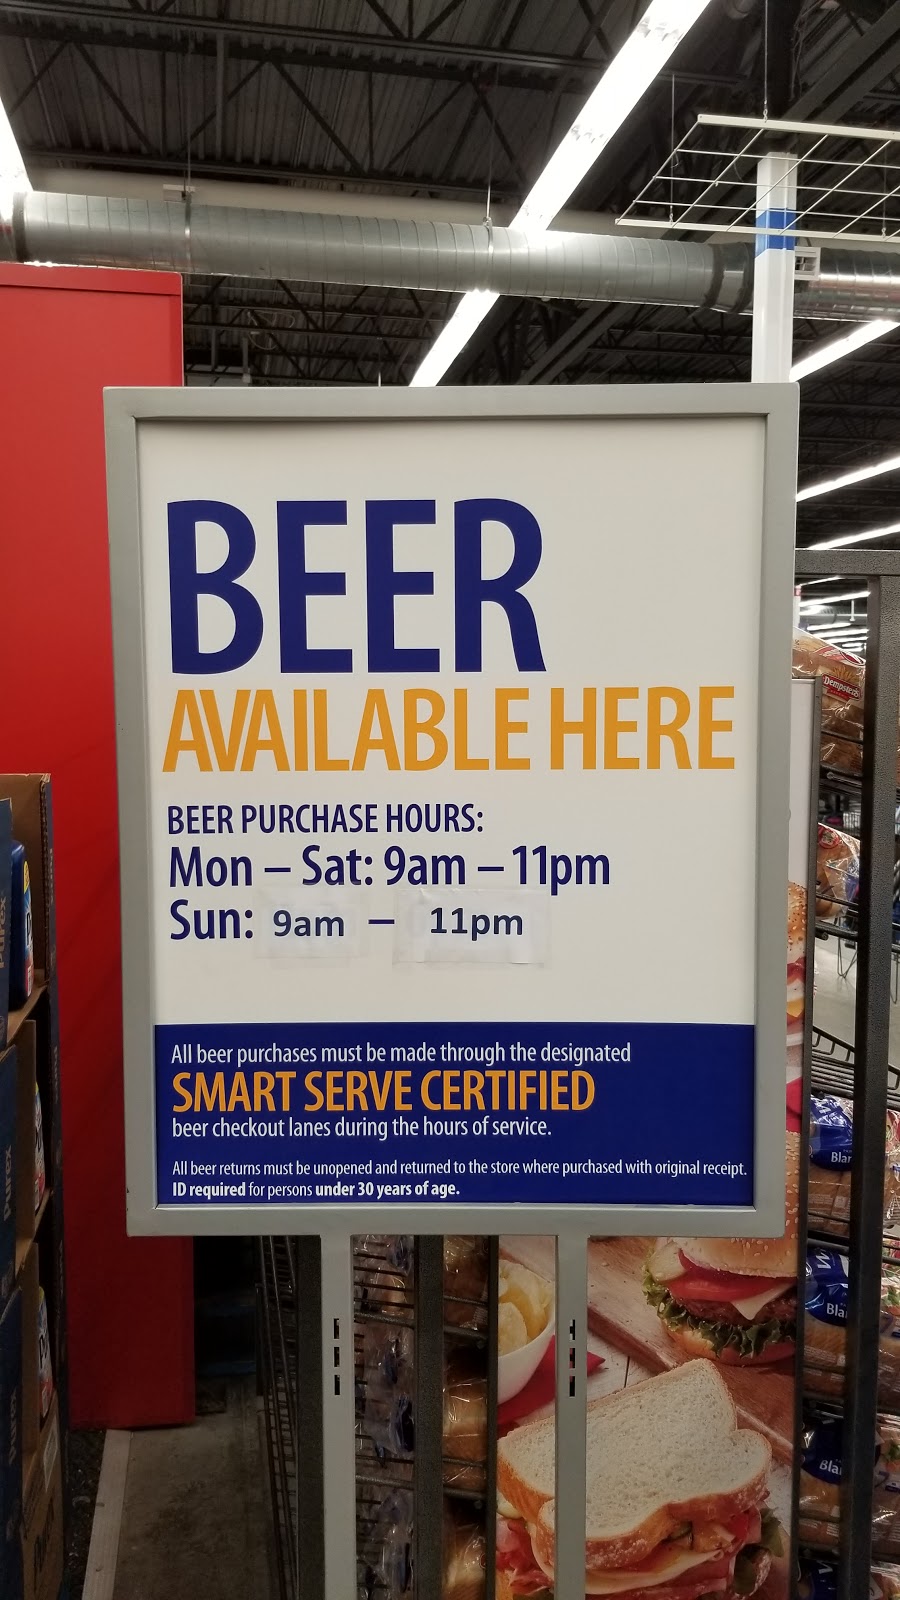 BEER
AVAILABLE HERE
BEER PURCHASE HOURS:
Mon – Sat: 9am – 11pm
Sun: 9am – 11pm
All beer purchases must be made through the designated
SMART SERVE CERTIFIED
beer checkout lanes during the hours of service.
All beer returns must be unopened and returned to the store where purchased with original receipt.
ID required for persons under 30 years of age.
Dempster's
Purex
Purex